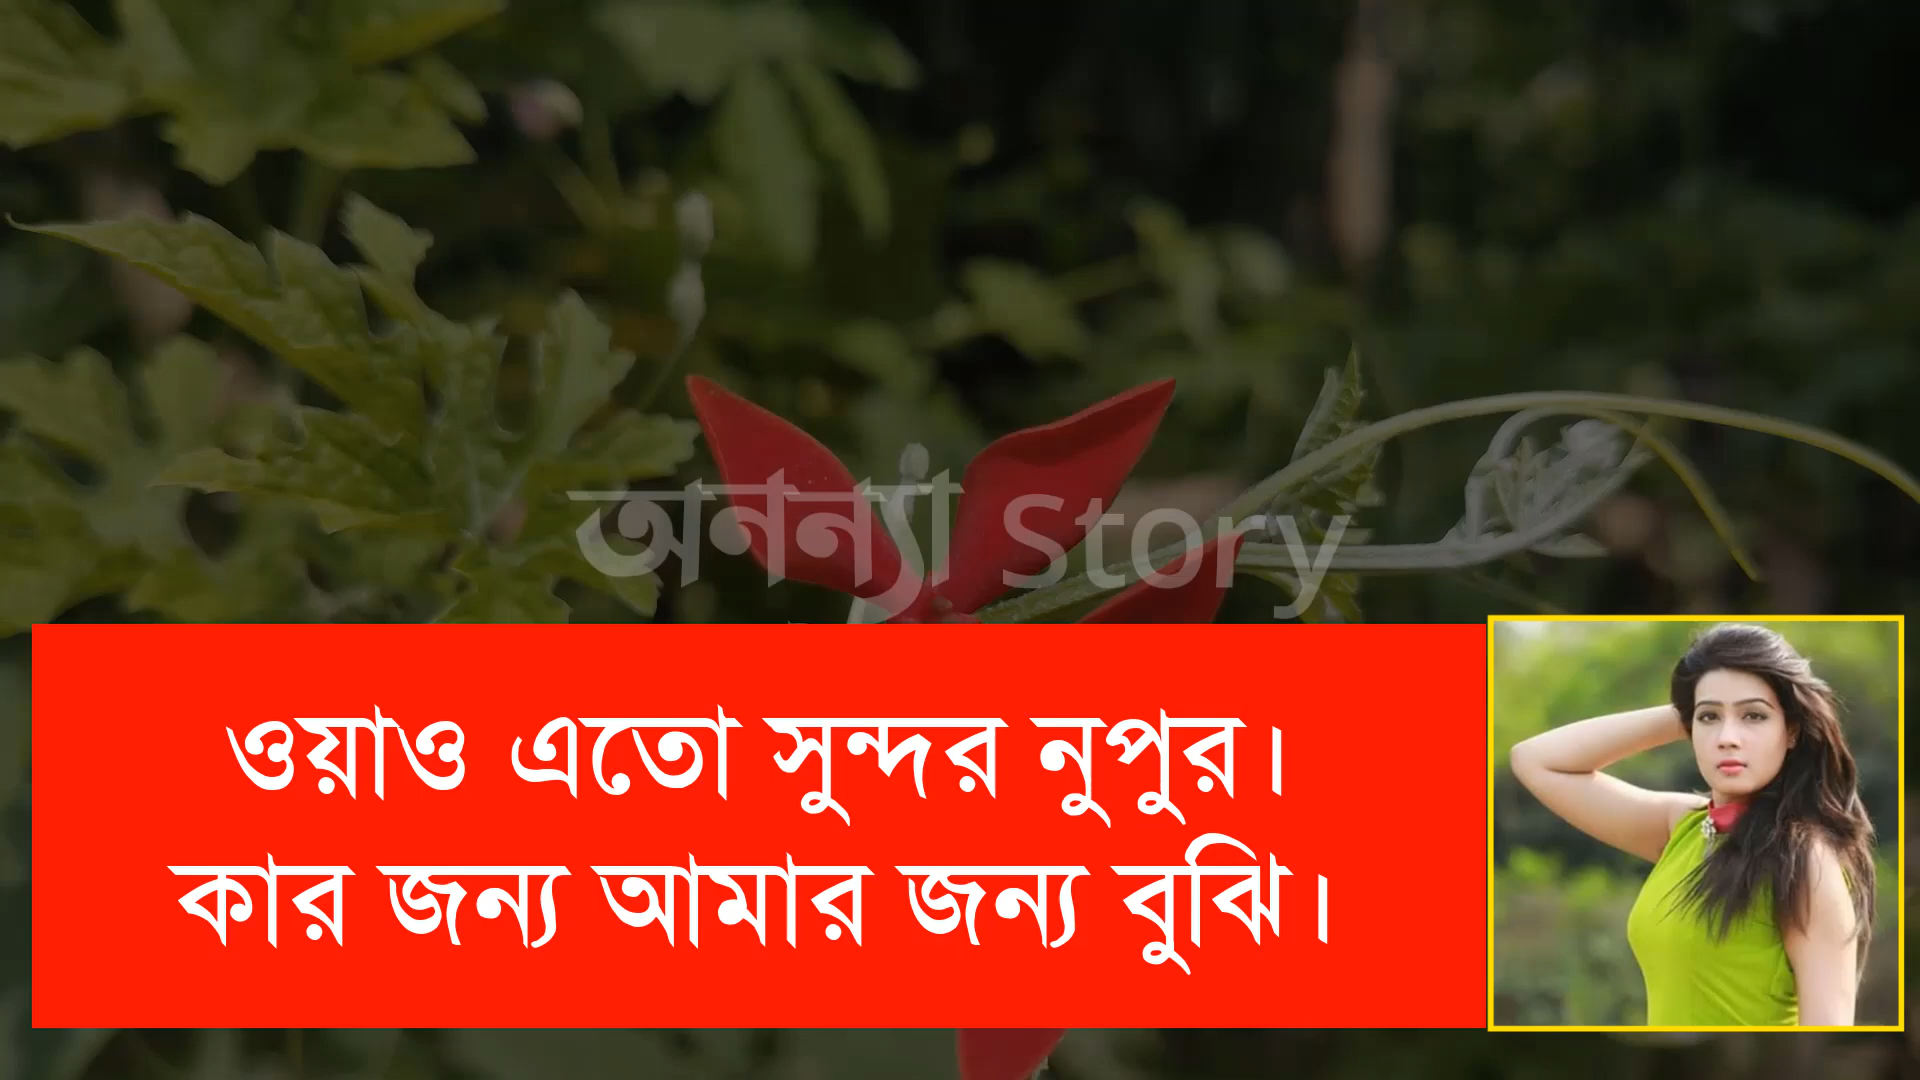 অনন্যা Story
ওয়াও এতো সুন্দর নুপুর।
কার জন্য আমার জন্য বুঝি।